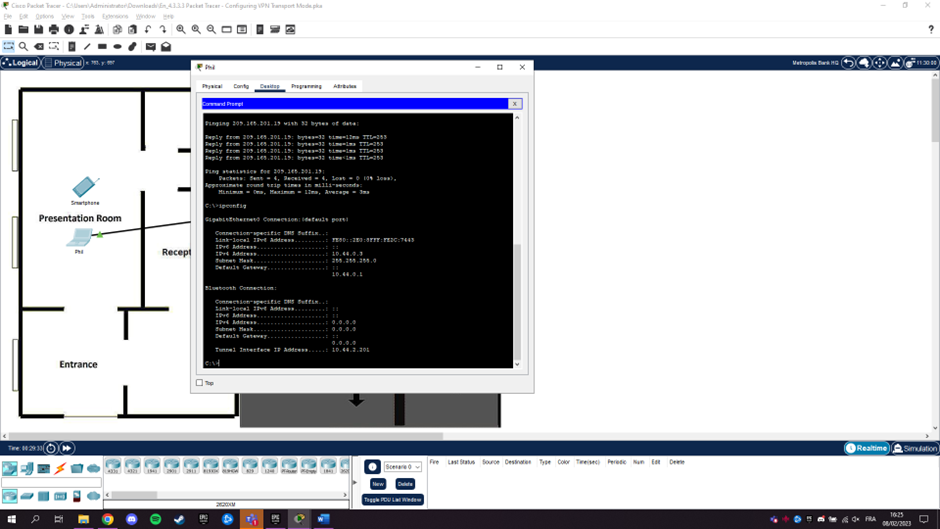 Cisco Packet Tracer - C:\Users\Administrator\Downloads\En_4.3.3.3 Packet Tracer - Configuring VPN Transport Mode.pka
File Edit Options View Tools Extensions Window Help
Logical Physical x: 765, y: 697
Metropolis Bank HQ 11:30:00
Phil
Physical Config Desktop Programming Attributes
Command Prompt X
Pinging 209.165.201.19 with 32 bytes of data:
Reply from 209.165.201.19: bytes=32 time=12ms TTL=253
Reply from 209.165.201.19: bytes=32 time=1ms TTL=253
Reply from 209.165.201.19: bytes=32 time=1ms TTL=253
Reply from 209.165.201.19: bytes=32 time<1ms TTL=253
Ping statistics for 209.165.201.19:
Packets: Sent = 4, Received = 4, Lost = 0 (0% loss),
Approximate round trip times in milli-seconds:
Minimum = 0ms, Maximum = 12ms, Average = 3ms
C:\>ipconfig
GigabitEthernet0 Connection:(default port)
Connection-specific DNS Suffix..:
Link-local IPv6 Address.........: FE80::2E0:8FFF:FE2C:7443
IPv6 Address....................: ::
IPv4 Address....................: 10.44.0.3
Subnet Mask.....................: 255.255.255.0
Default Gateway.................: ::
10.44.0.1
Bluetooth Connection:
Connection-specific DNS Suffix..:
Link-local IPv6 Address.........: ::
IPv6 Address....................: ::
IPv4 Address....................: 0.0.0.0
Subnet Mask.....................: 0.0.0.0
Default Gateway.................: ::
0.0.0.0
Tunnel Interface IP Address.....: 10.44.2.201
C:\>
Top
Smartphone
Presentation Room
Phil
Recept
Entrance
Time: 08:29:33
Realtime Simulation
4331 4321 1941 2901 2911 819IOX 819HGW 829 1240 1841
2620XM
Scenario 0
New Delete
Toggle PDU List Window
Fire Last Status Source Destination Type Color Time(sec) Periodic Num Edit Delete
FRA
16:25
08/02/2023